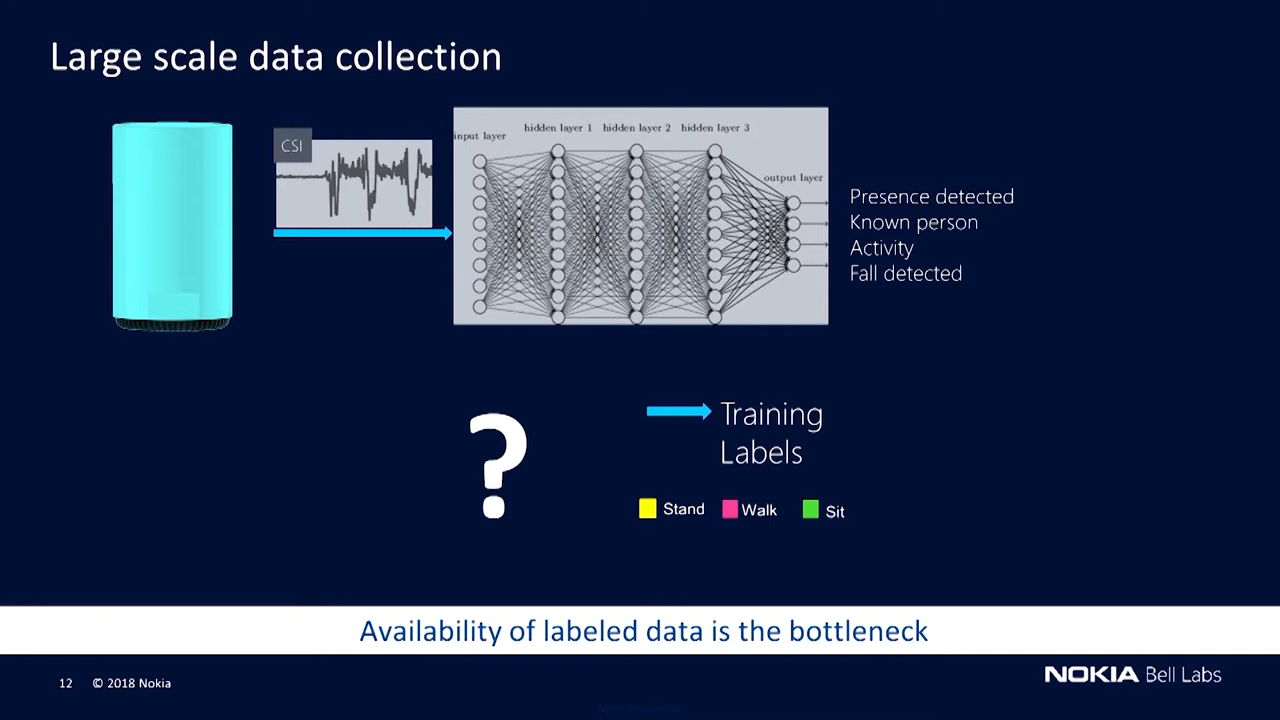 Large scale data collection
CSI
input layer
hidden layer 1 hidden layer 2 hidden layer 3
output layer
Presence detected
Known person
Activity
Fall detected
?
Training
Labels
Stand Walk Sit
Availability of labeled data is the bottleneck
12 © 2018 Nokia
NOKIA Bell Labs